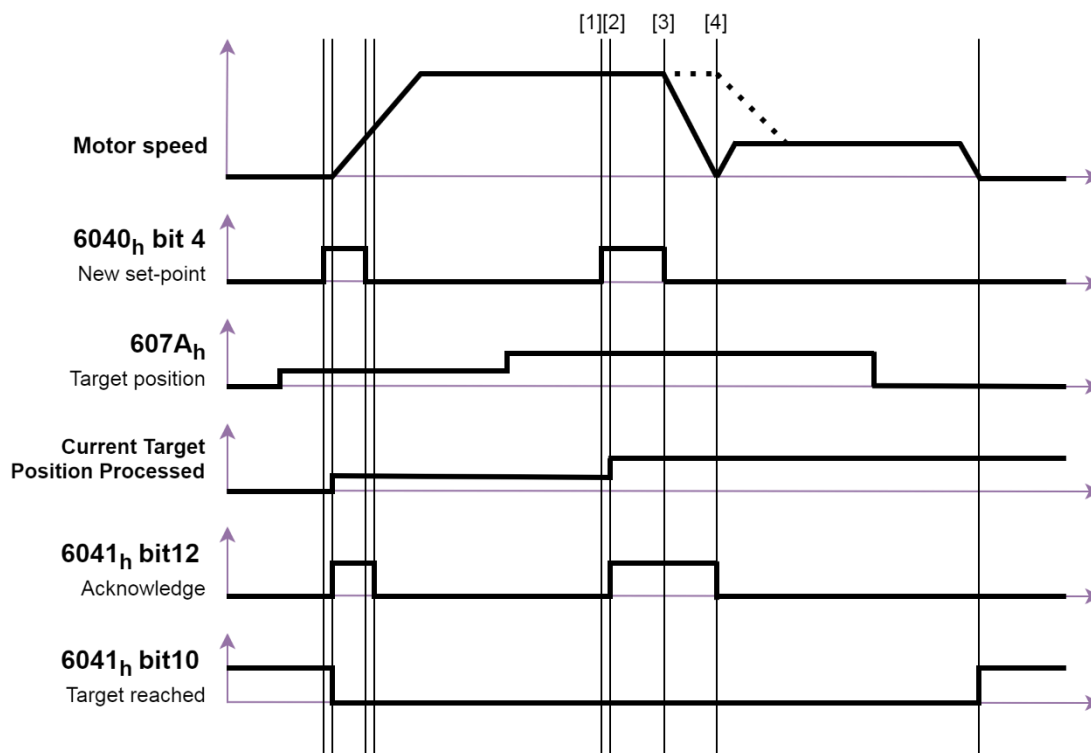 [1][2] [3] [4]
Motor speed
6040h bit 4
New set-point
607Ah
Target position
Current Target
Position Processed
6041h bit12
Acknowledge
6041h bit10
Target reached